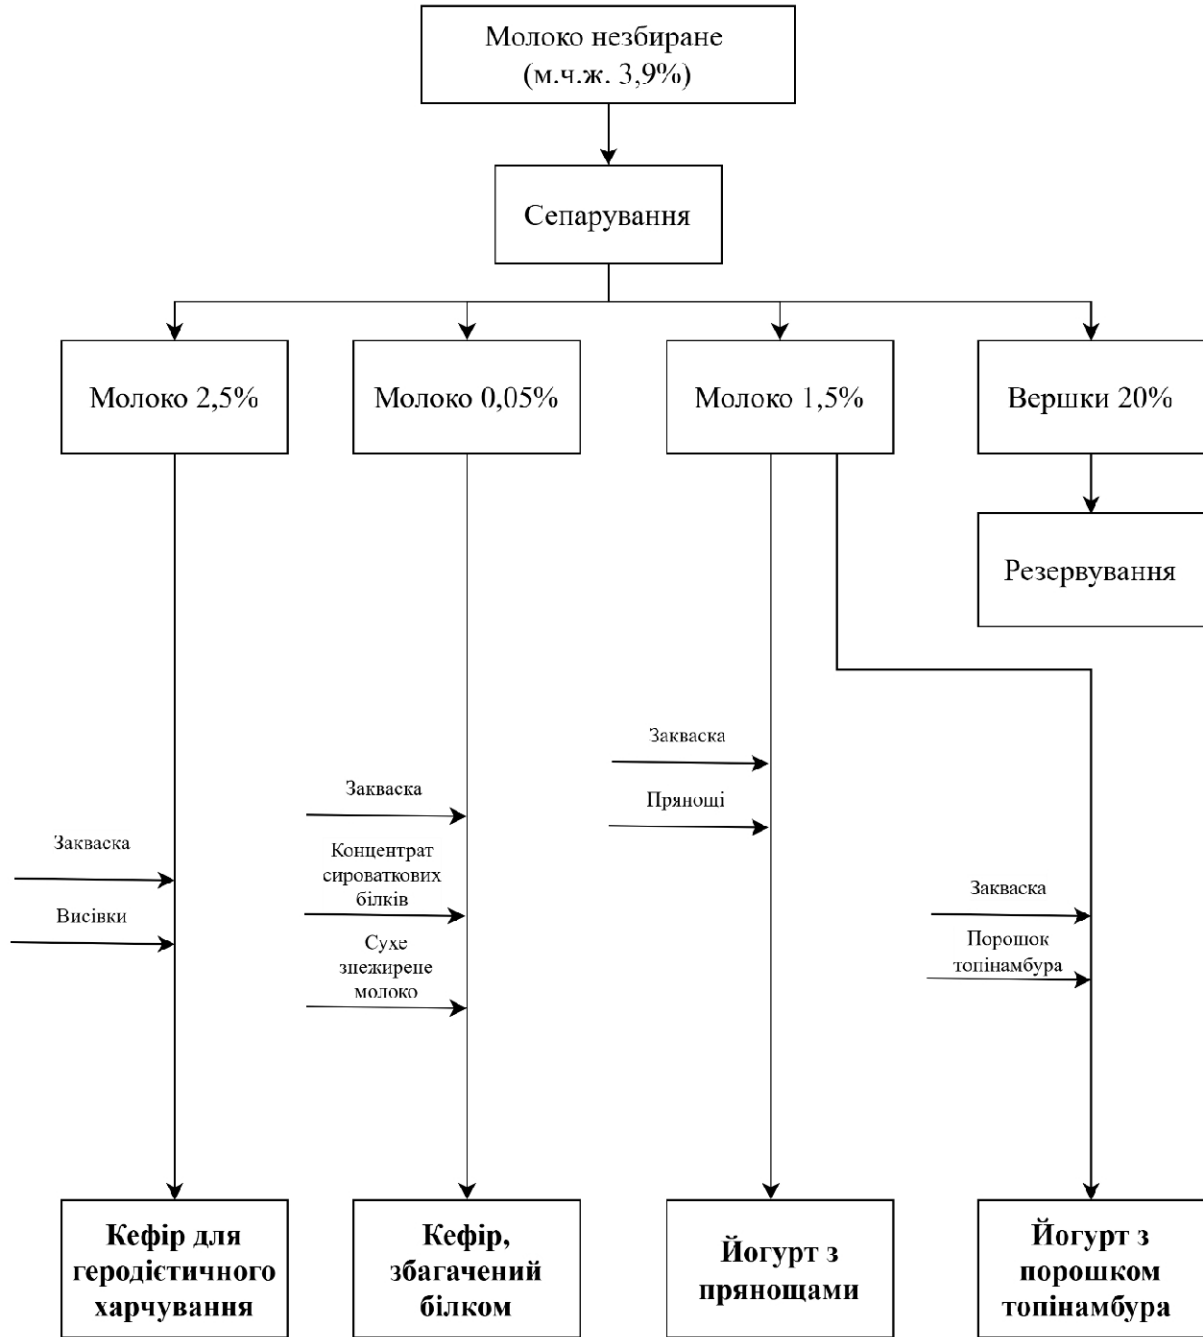 Молоко незбиране
(м.ч.ж. 3,9%)
Сепарування
Молоко 2,5%
Молоко 0,05%
Молоко 1,5%
Вершки 20%
Резервування
Закваска
Прянощі
Закваска
Концентрат
сироваткових
білків
Сухе
знежирене
молоко
Закваска
Висівки
Закваска
Порошок
топінамбура
Кефір для
геродієтичного
харчування
Кефір,
збагачений
білком
Йогурт з
прянощами
Йогурт з
порошком
топінамбура